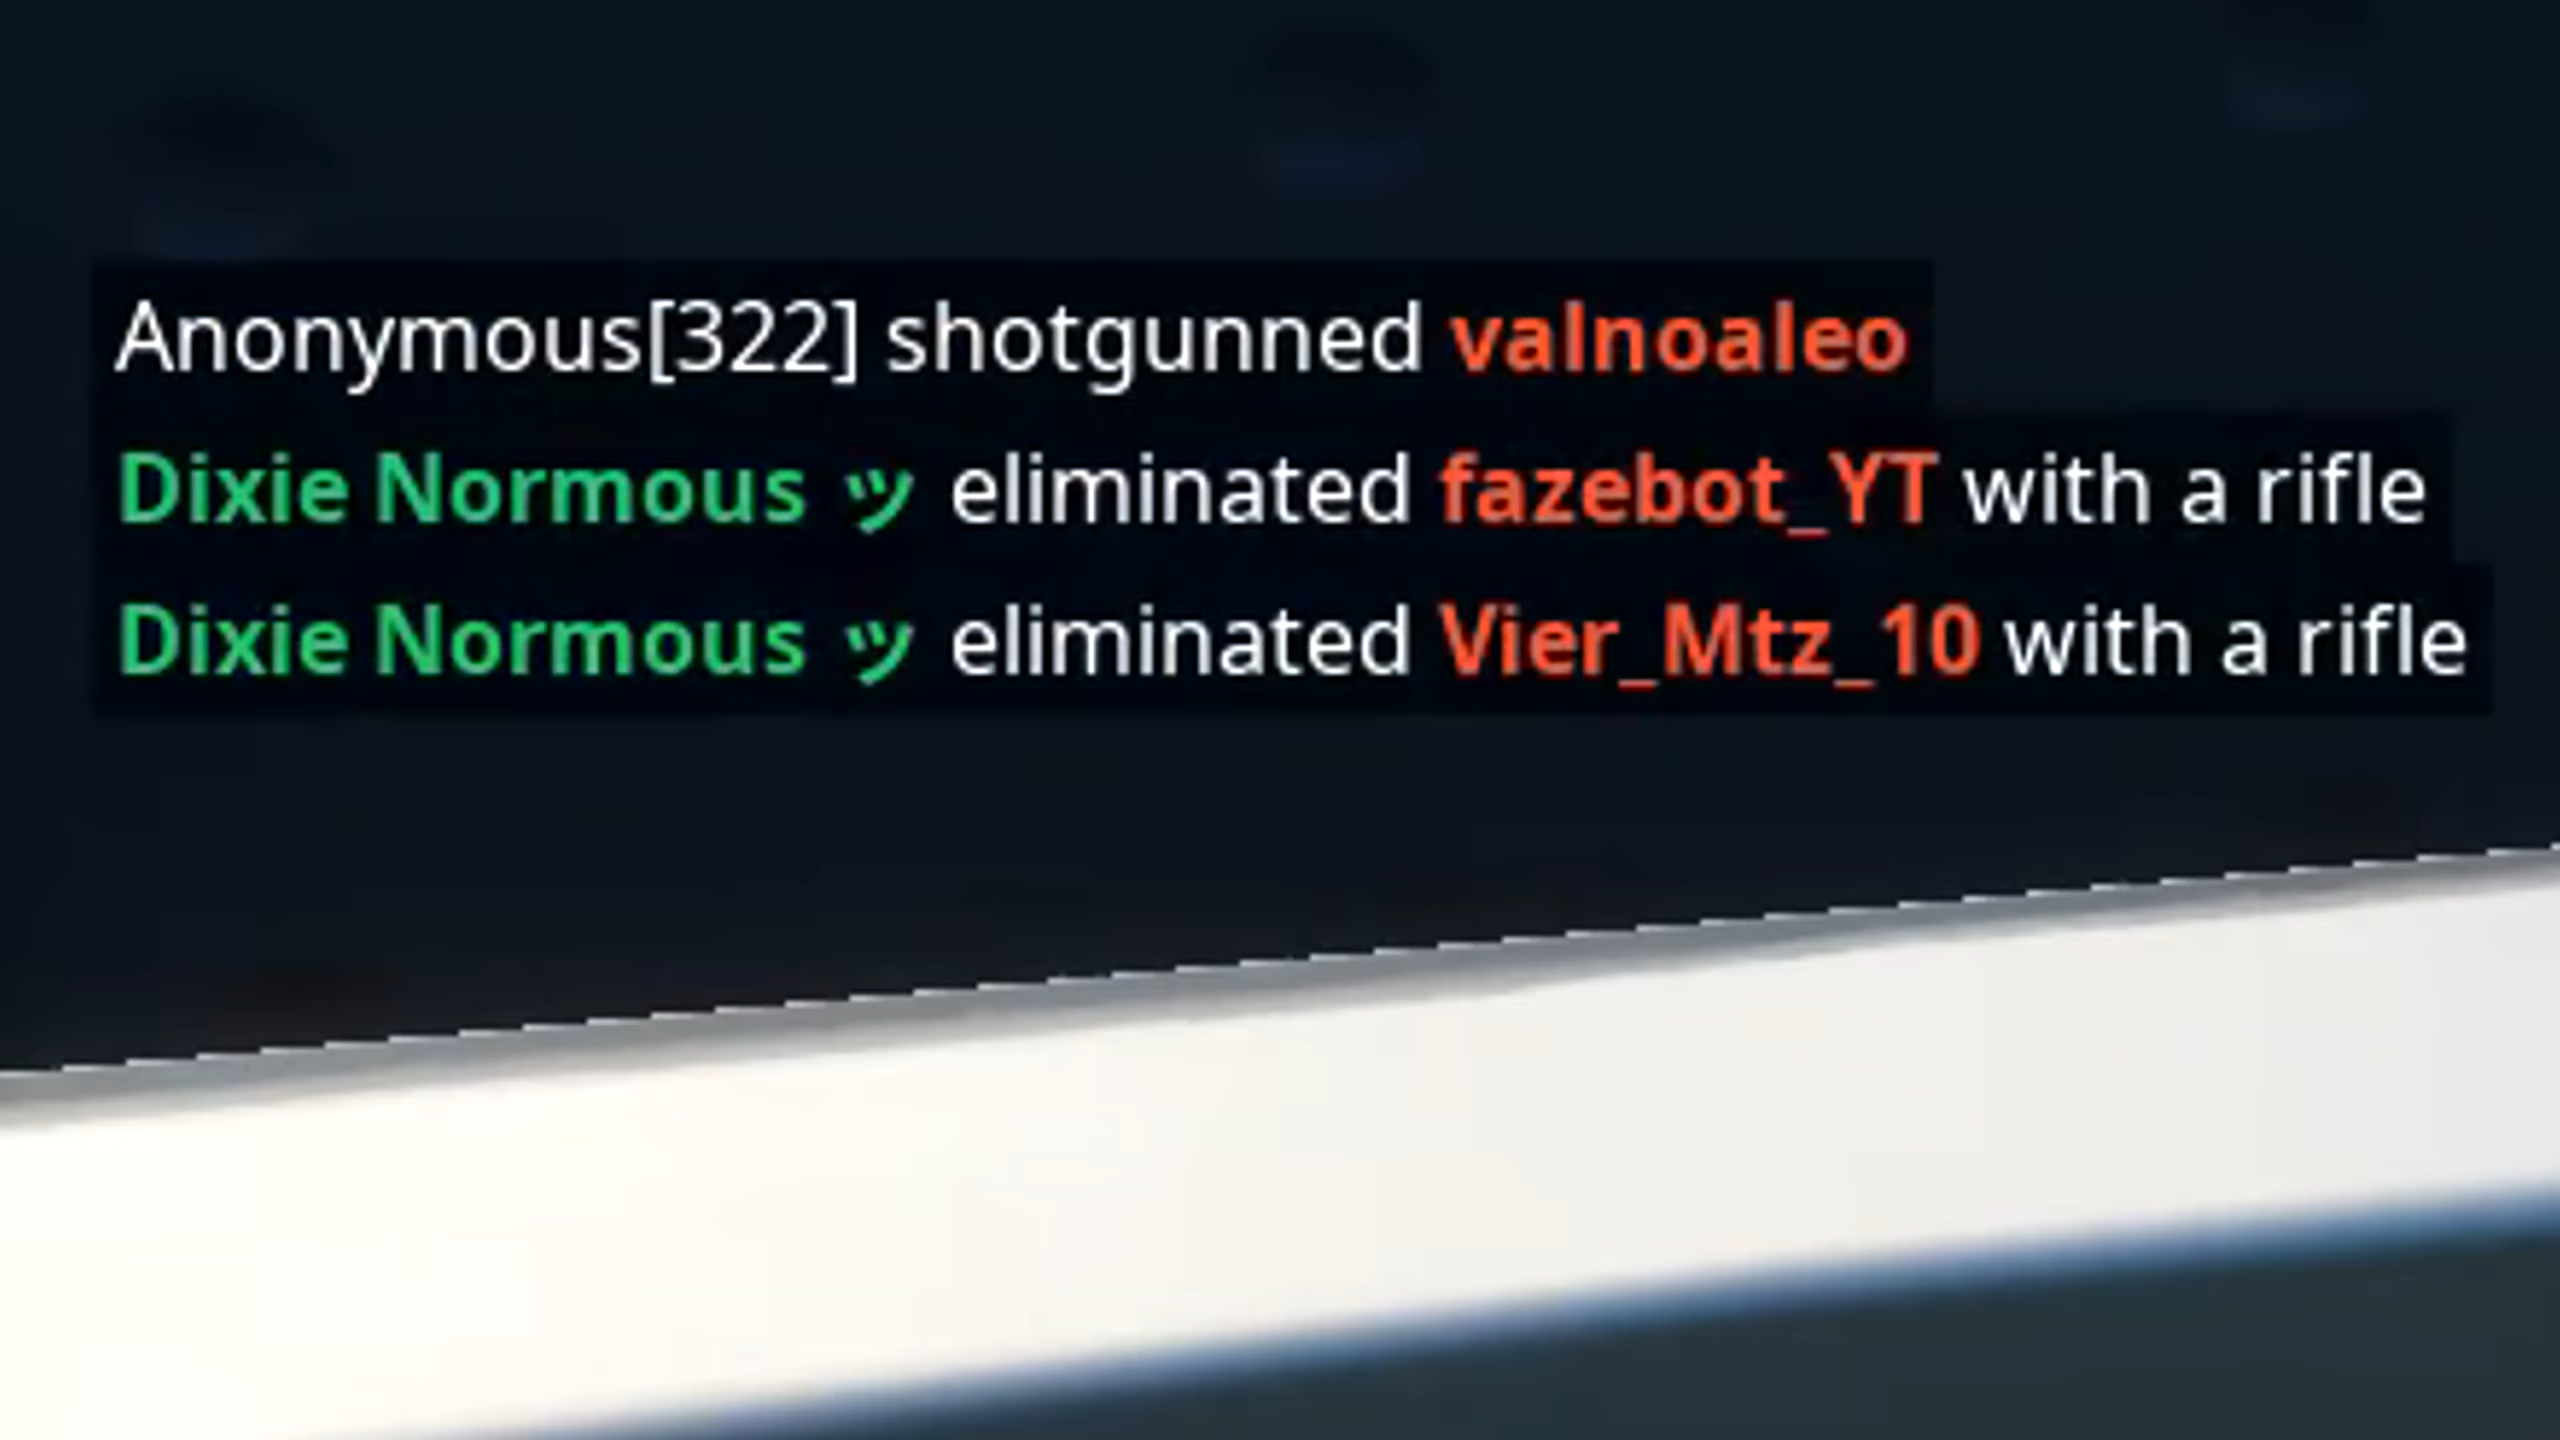 Anonymous[322] shotgunned valnoaleo
Dixie Normous ッ eliminated fazebot_YT with a rifle
Dixie Normous ッ eliminated Vier_Mtz_10 with a rifle